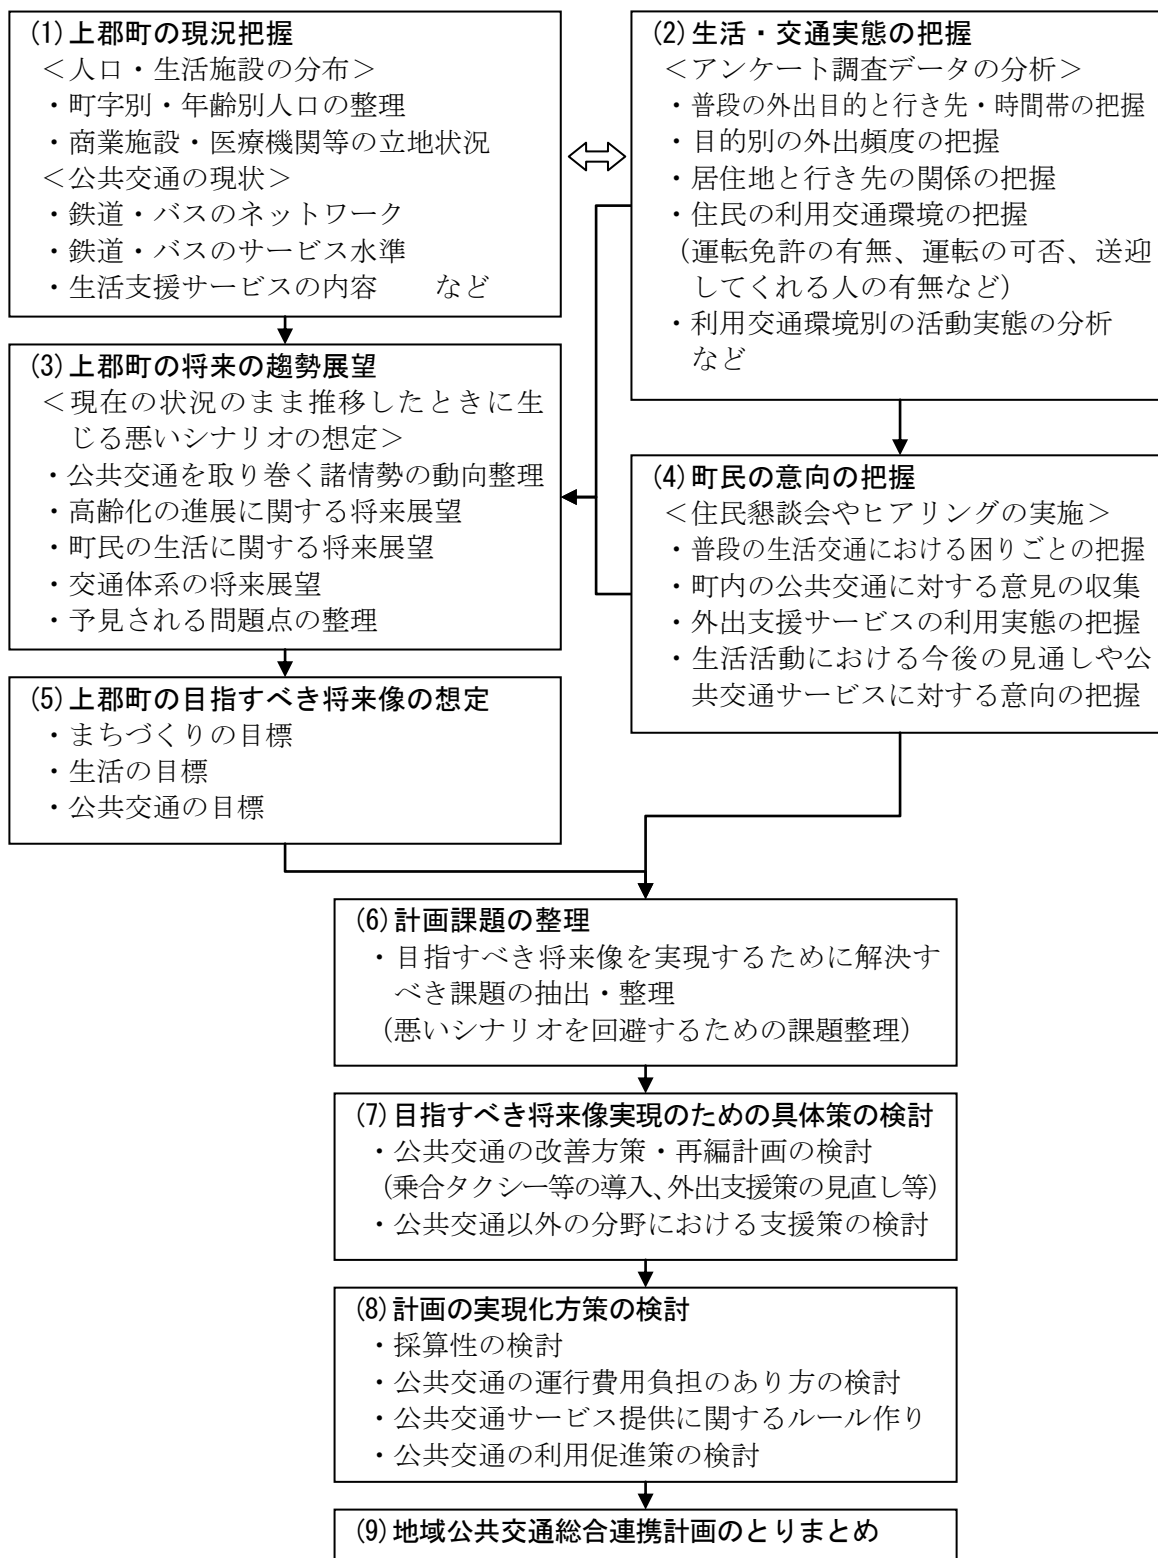 (1)上郡町の現況把握
<人口・生活施設の分布>
・町字別・年齢別人口の整理
・商業施設・医療機関等の立地状況
<公共交通の現状>
・鉄道・バスのネットワーク
・鉄道・バスのサービス水準
・生活支援サービスの内容　　など
(2)生活・交通実態の把握
<アンケート調査データの分析>
・普段の外出目的と行き先・時間帯の把握
・目的別の外出頻度の把握
・居住地と行き先の関係の把握
・住民の利用交通環境の把握
(運転免許の有無、運転の可否、送迎
してくれる人の有無など)
・利用交通環境別の活動実態の分析
など
(3)上郡町の将来の趨勢展望
<現在の状況のまま推移したときに生
じる悪いシナリオの想定>
・公共交通を取り巻く諸情勢の動向整理
・高齢化の進展に関する将来展望
・町民の生活に関する将来展望
・交通体系の将来展望
・予見される問題点の整理
(4)町民の意向の把握
<住民懇談会やヒアリングの実施>
・普段の生活交通における困りごとの把握
・町内の公共交通に対する意見の収集
・外出支援サービスの利用実態の把握
・生活活動における今後の見通しや公
共交通サービスに対する意向の把握
(5)上郡町の目指すべき将来像の想定
・まちづくりの目標
・生活の目標
・公共交通の目標
(6)計画課題の整理
・目指すべき将来像を実現するために解決す
べき課題の抽出・整理
(悪いシナリオを回避するための課題整理)
(7)目指すべき将来像実現のための具体策の検討
・公共交通の改善方策・再編計画の検討
(乗合タクシー等の導入、外出支援策の見直し等)
・公共交通以外の分野における支援策の検討
(8)計画の実現化方策の検討
・採算性の検討
・公共交通の運行費用負担のあり方の検討
・公共交通サービス提供に関するルール作り
・公共交通の利用促進策の検討
(9)地域公共交通総合連携計画のとりまとめ